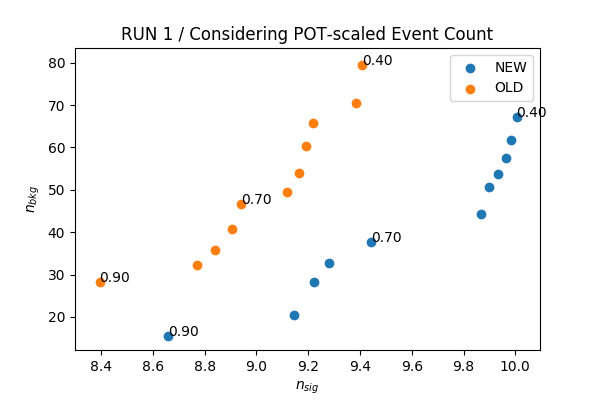 RUN 1 / Considering POT-scaled Event Count
NEW
OLD
0.40
0.40
0.70
0.70
0.90
0.90
80
70
60
50
40
30
20
n_bkg
8.4 8.6 8.8 9.0 9.2 9.4 9.6 9.8 10.0
n_sig